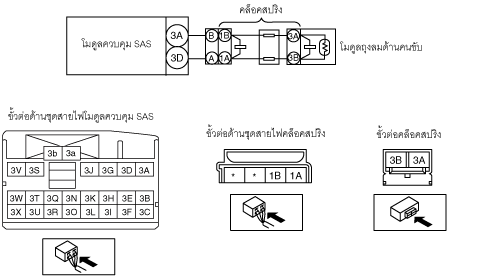 คล็อคสปริง
โมดูลควบคุม SAS
3A
3D
B
1B
A
1A
3A
3B
โมดูลถุงลมด้านคนขับ
ขั้วต่อด้านชุดสายไฟโมดูลควบคุม SAS
3b 3a
3V 3S 3J 3G 3D 3A
3W 3T 3Q 3N 3K 3H 3E 3B
3X 3U 3R 3O 3L 3I 3F 3C
ขั้วต่อด้านชุดสายไฟคล็อคสปริง
* * 1B 1A
ขั้วต่อคล็อคสปริง
3B 3A